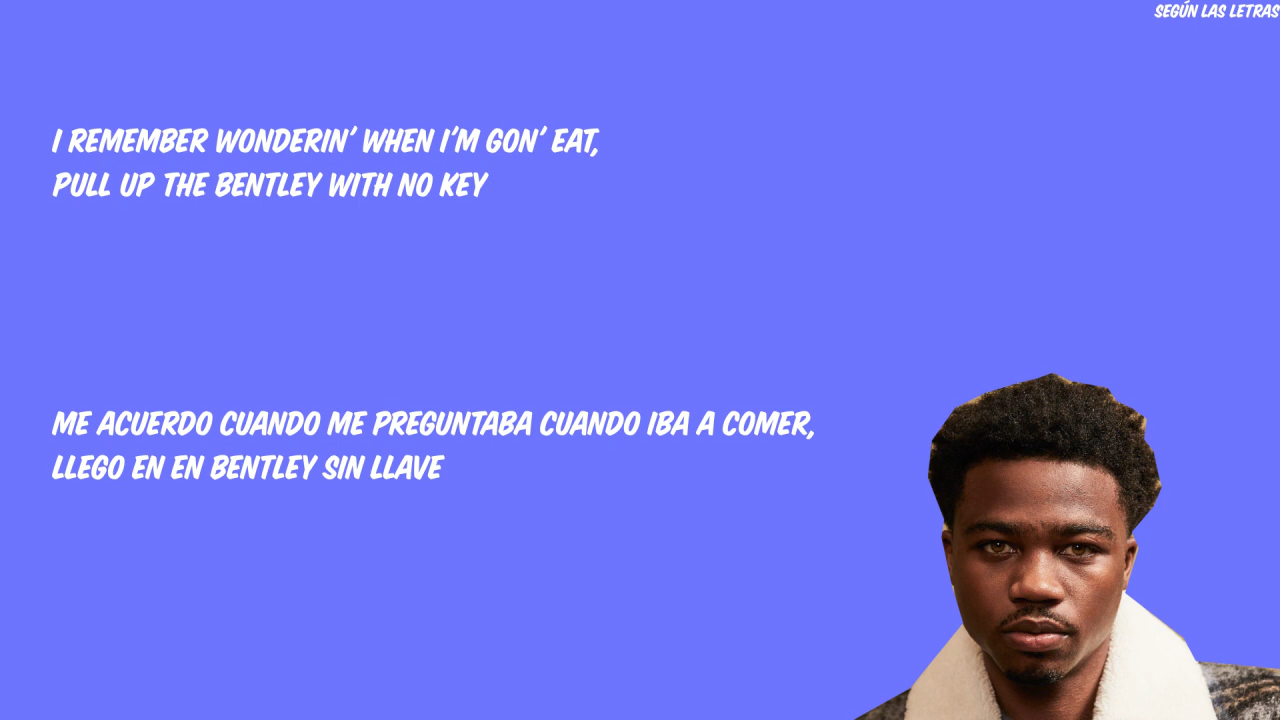 SEGÚN LAS LETRAS
I REMEMBER WONDERIN' WHEN I'M GON' EAT,
PULL UP THE BENTLEY WITH NO KEY
ME ACUERDO CUANDO ME PREGUNTABA CUANDO IBA A COMER,
LLEGO EN EN BENTLEY SIN LLAVE